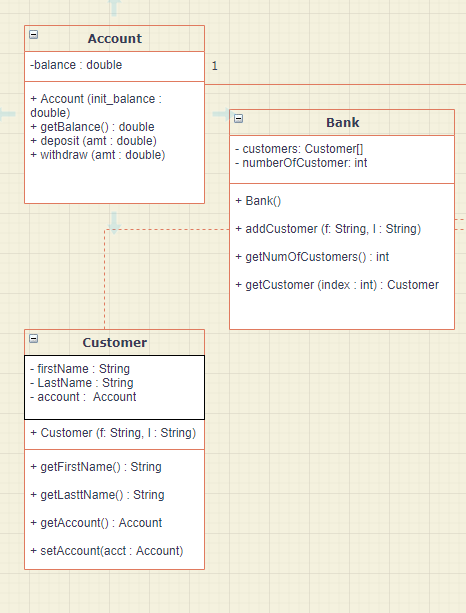 Account
-balance : double
+ Account (init_balance :
double)
+ getBalance() : double
+ deposit (amt : double)
+ withdraw (amt : double)
1
Bank
- customers: Customer[]
- numberOfCustomer: int
+ Bank()
+ addCustomer (f: String, l : String)
+ getNumOfCustomers() : int
+ getCustomer (index : int) : Customer
Customer
- firstName : String
- LastName : String
- account :  Account
+ Customer (f: String, l : String)
+ getFirstName() : String
+ getLasttName() : String
+ getAccount() : Account
+ setAccount(acct : Account)